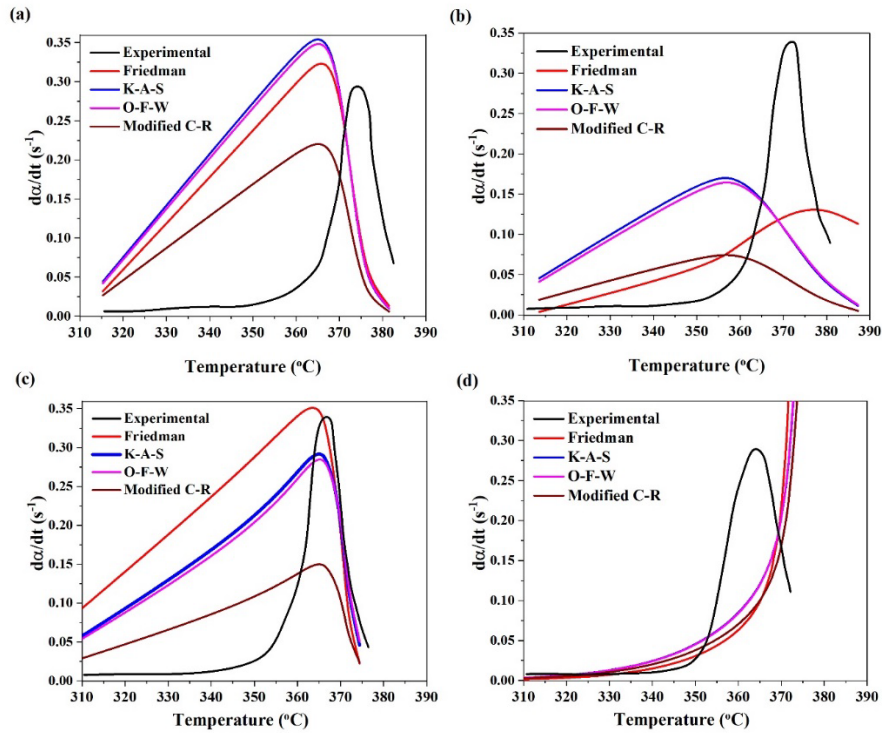 (a)
0.35
0.30
0.25
0.20
0.15
0.10
0.05
0.00
dα/dt (s⁻¹)
Experimental
Friedman
K-A-S
O-F-W
Modified C-R
320 330 340 350 360 370 380 390
Temperature (°C)
(b)
0.35
0.30
0.25
0.20
0.15
0.10
0.05
0.00
dα/dt (s⁻¹)
Experimental
Friedman
K-A-S
O-F-W
Modified C-R
310 320 330 340 350 360 370 380 390
Temperature (°C)
(c)
0.35
0.30
0.25
0.20
0.15
0.10
0.05
0.00
dα/dt (s⁻¹)
Experimental
Friedman
K-A-S
O-F-W
Modified C-R
310 320 330 340 350 360 370 380 390
Temperature (°C)
(d)
0.35
0.30
0.25
0.20
0.15
0.10
0.05
0.00
dα/dt (s⁻¹)
Experimental
Friedman
K-A-S
O-F-W
Modified C-R
310 320 330 340 350 360 370 380 390
Temperature (°C)